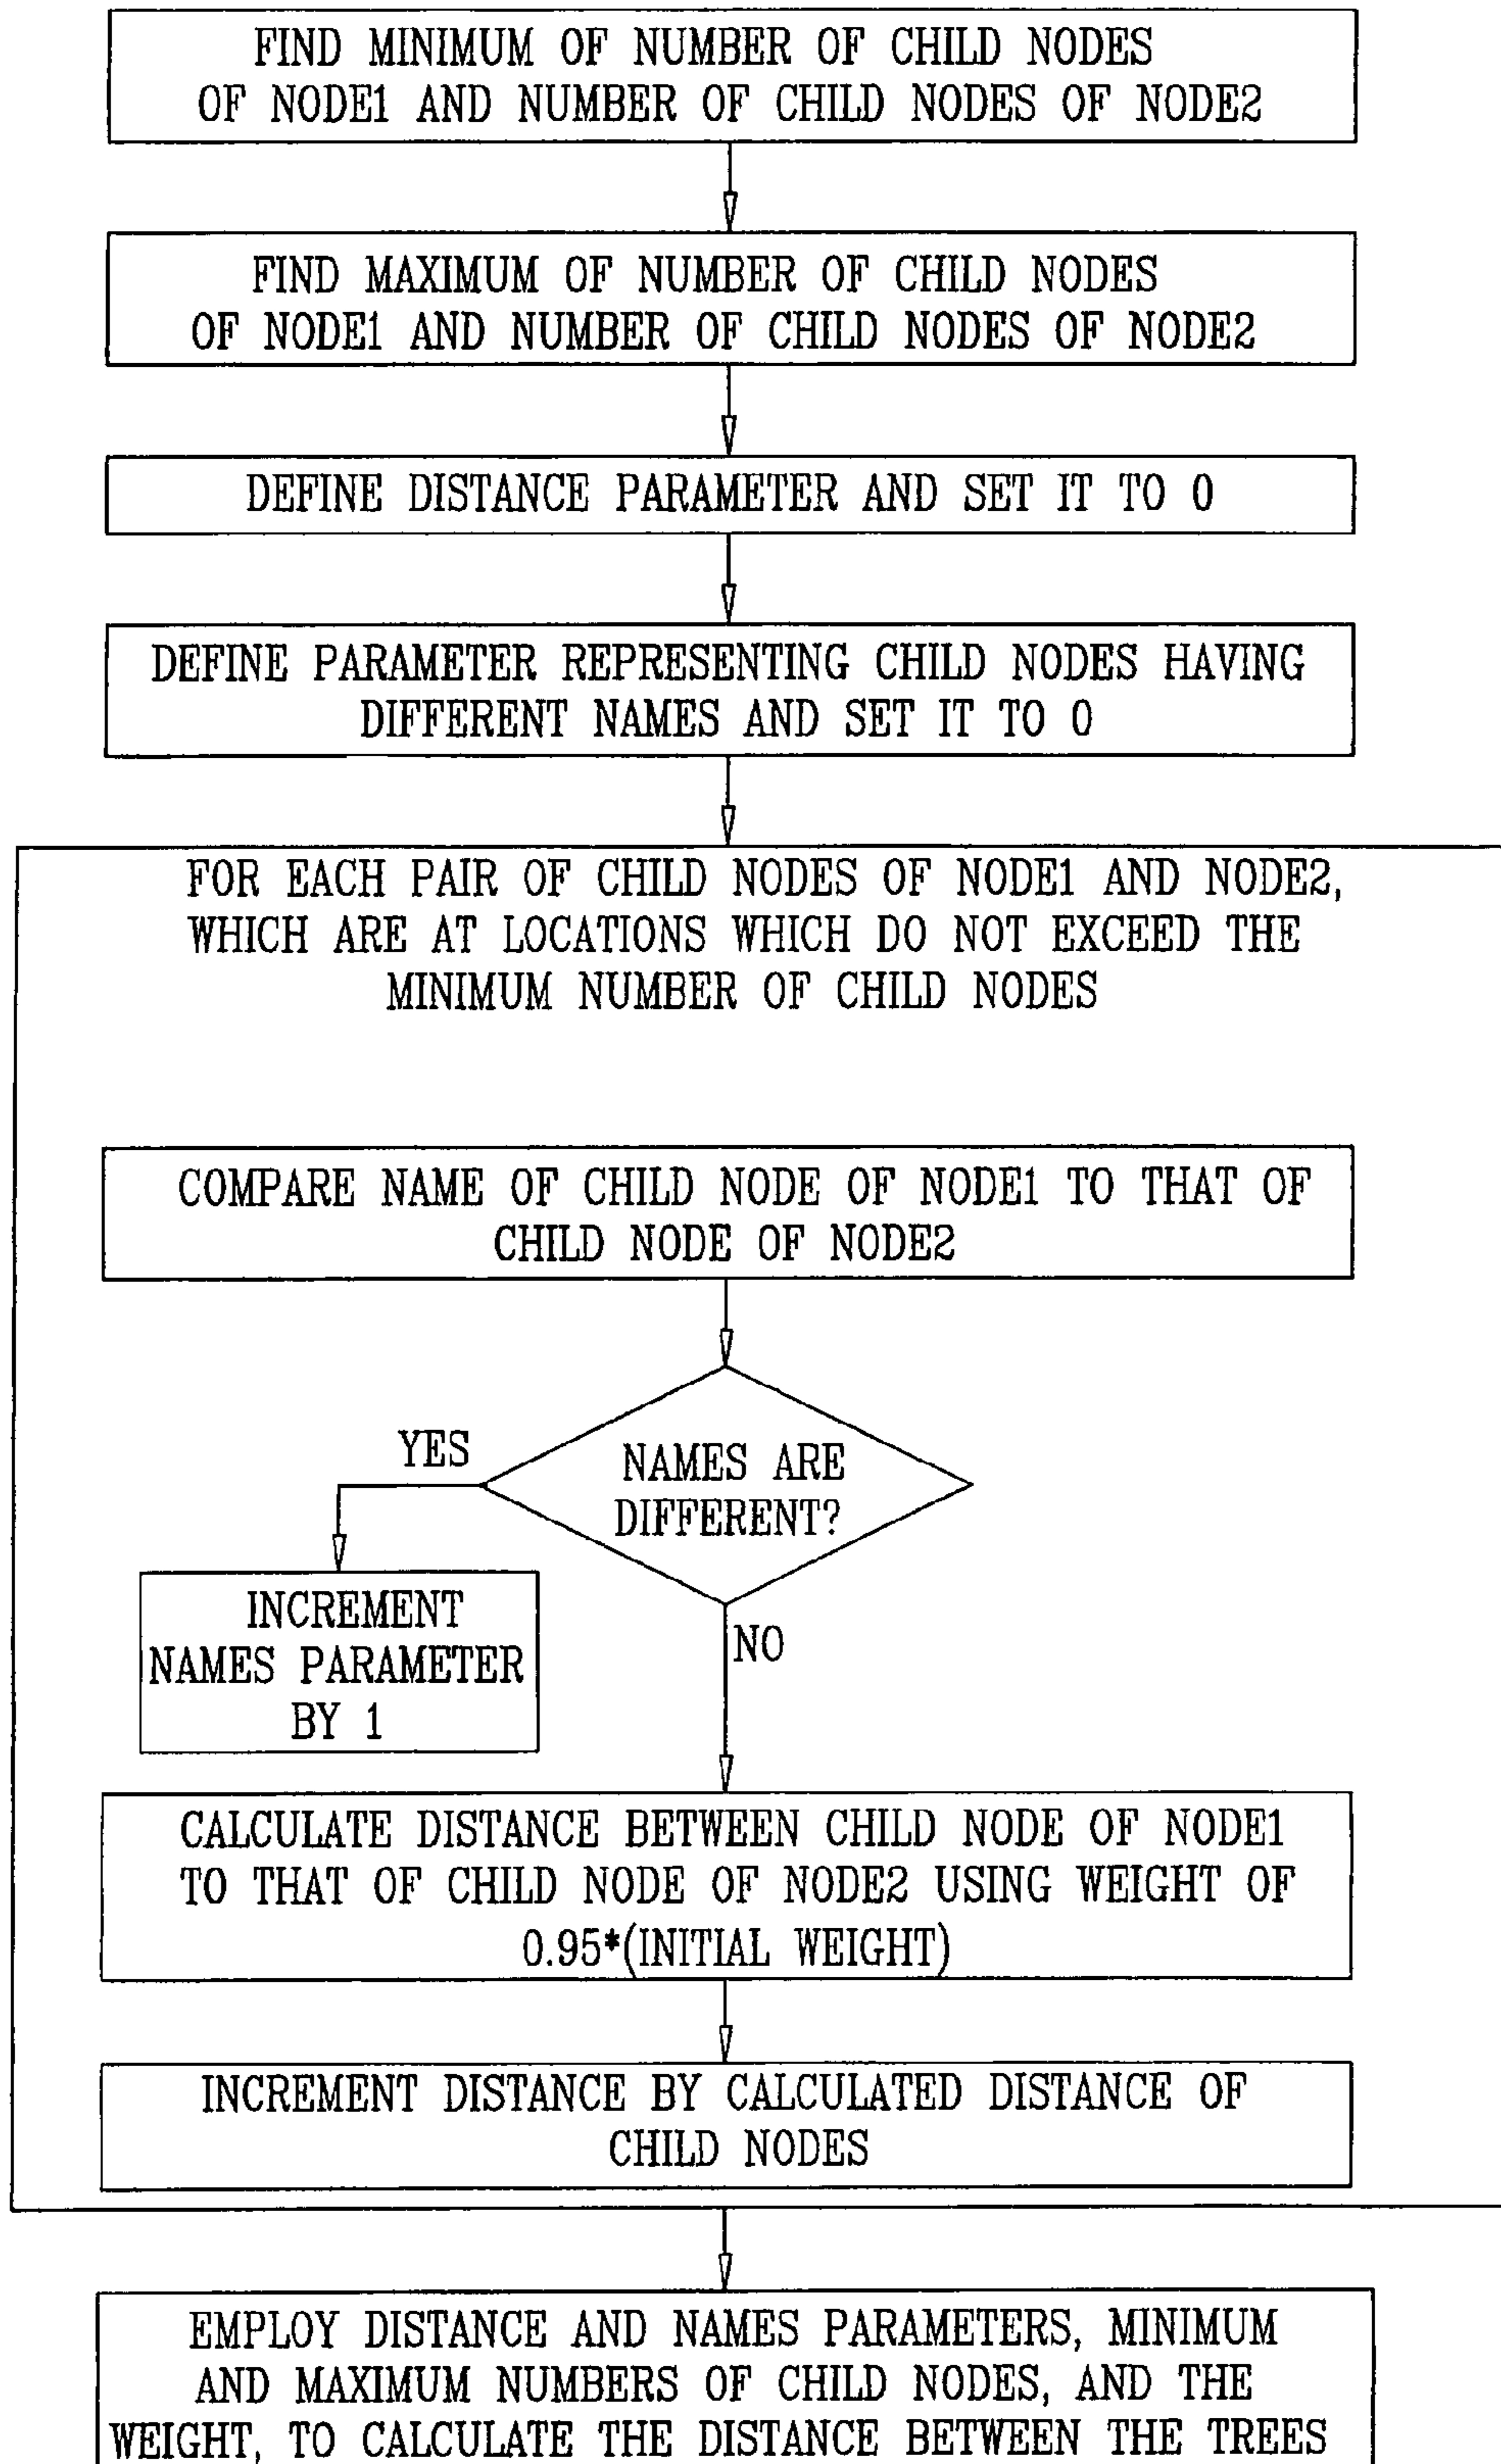 FIND MINIMUM OF NUMBER OF CHILD NODES
OF NODE1 AND NUMBER OF CHILD NODES OF NODE2
FIND MAXIMUM OF NUMBER OF CHILD NODES
OF NODE1 AND NUMBER OF CHILD NODES OF NODE2
DEFINE DISTANCE PARAMETER AND SET IT TO 0
DEFINE PARAMETER REPRESENTING CHILD NODES HAVING
DIFFERENT NAMES AND SET IT TO 0
FOR EACH PAIR OF CHILD NODES OF NODE1 AND NODE2,
WHICH ARE AT LOCATIONS WHICH DO NOT EXCEED THE
MINIMUM NUMBER OF CHILD NODES
COMPARE NAME OF CHILD NODE OF NODE1 TO THAT OF
CHILD NODE OF NODE2
YES
NAMES ARE
DIFFERENT?
INCREMENT
NAMES PARAMETER
BY 1
NO
CALCULATE DISTANCE BETWEEN CHILD NODE OF NODE1
TO THAT OF CHILD NODE OF NODE2 USING WEIGHT OF
0.95*(INITIAL WEIGHT)
INCREMENT DISTANCE BY CALCULATED DISTANCE OF
CHILD NODES
EMPLOY DISTANCE AND NAMES PARAMETERS, MINIMUM
AND MAXIMUM NUMBERS OF CHILD NODES, AND THE
WEIGHT, TO CALCULATE THE DISTANCE BETWEEN THE TREES